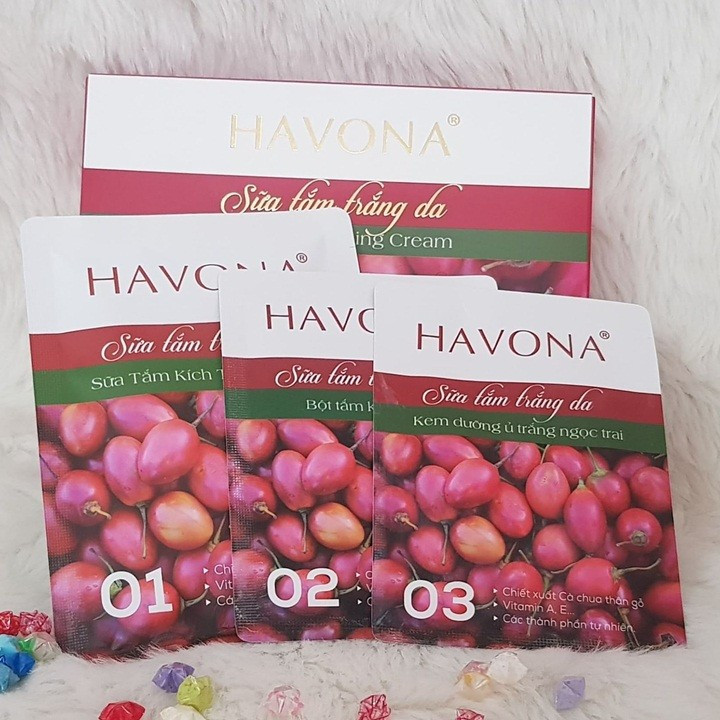 HAVONA®
Sữa tắm trắng da
Cream
HAVONA®
Sữa tắm
Sữa Tắm Kích
01
HAVONA
Sữa tắm
Bột tắm
02
HAVONA®
Sữa tắm trắng da
Kem dưỡng ủ trắng ngọc trai
03
Chiết xuất Cà chua thân gỗ
Vitamin A, E...
Các thành phần tự nhiên.